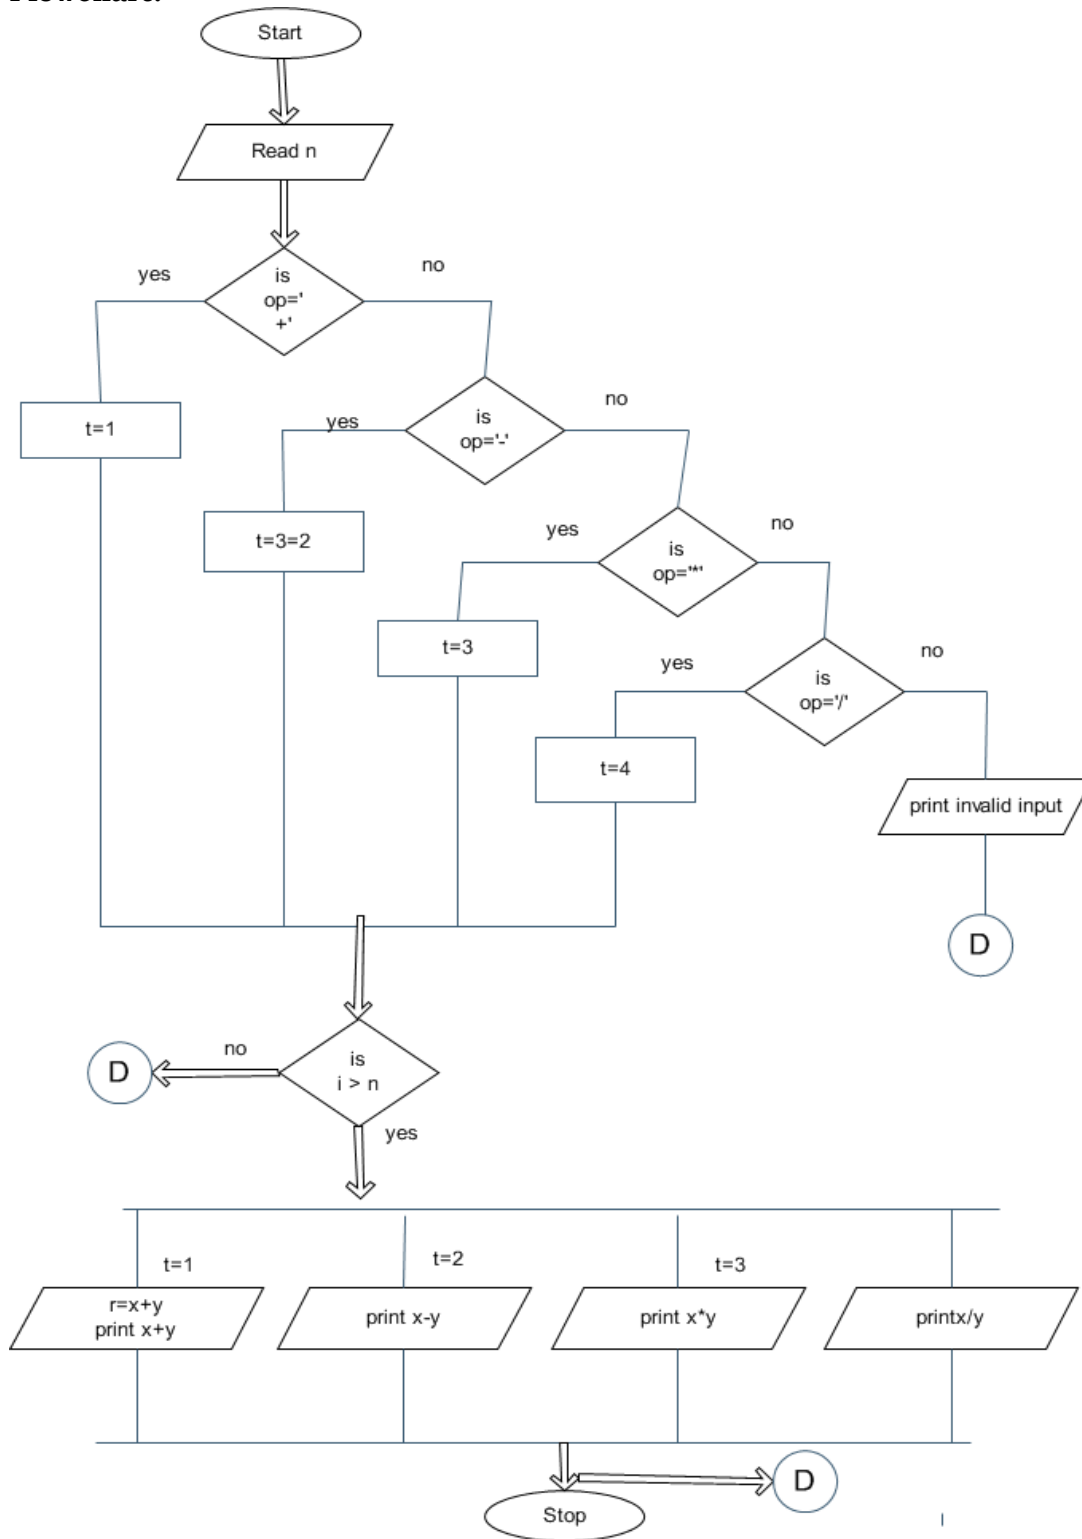 Flowchart:
Start
Read n
yes
no
is
op='
+'
t=1
yes
is
op='-'
no
t=3=2
yes
is
op='*'
no
t=3
yes
is
op='/'
no
t=4
print invalid input
D
D
no
is
i > n
yes
t=1
t=2
t=3
r=x+y
print x+y
print x-y
print x*y
printx/y
D
Stop